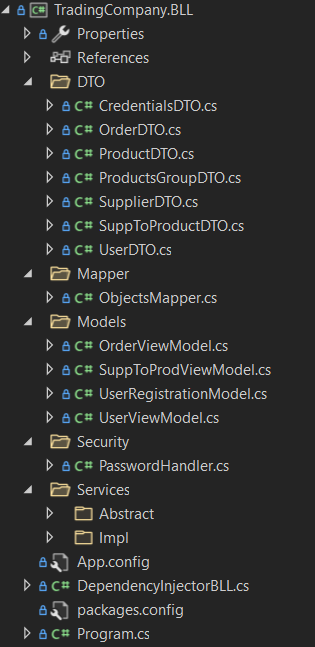 TradingCompany.BLL
Properties
References
DTO
C# CredentialsDTO.cs
C# OrderDTO.cs
C# ProductDTO.cs
C# ProductsGroupDTO.cs
C# SupplierDTO.cs
C# SuppToProductDTO.cs
C# UserDTO.cs
Mapper
C# ObjectsMapper.cs
Models
C# OrderViewModel.cs
C# SuppToProdViewModel.cs
C# UserRegistrationModel.cs
C# UserViewModel.cs
Security
C# PasswordHandler.cs
Services
Abstract
Impl
App.config
C# DependencyInjectorBLL.cs
packages.config
C# Program.cs